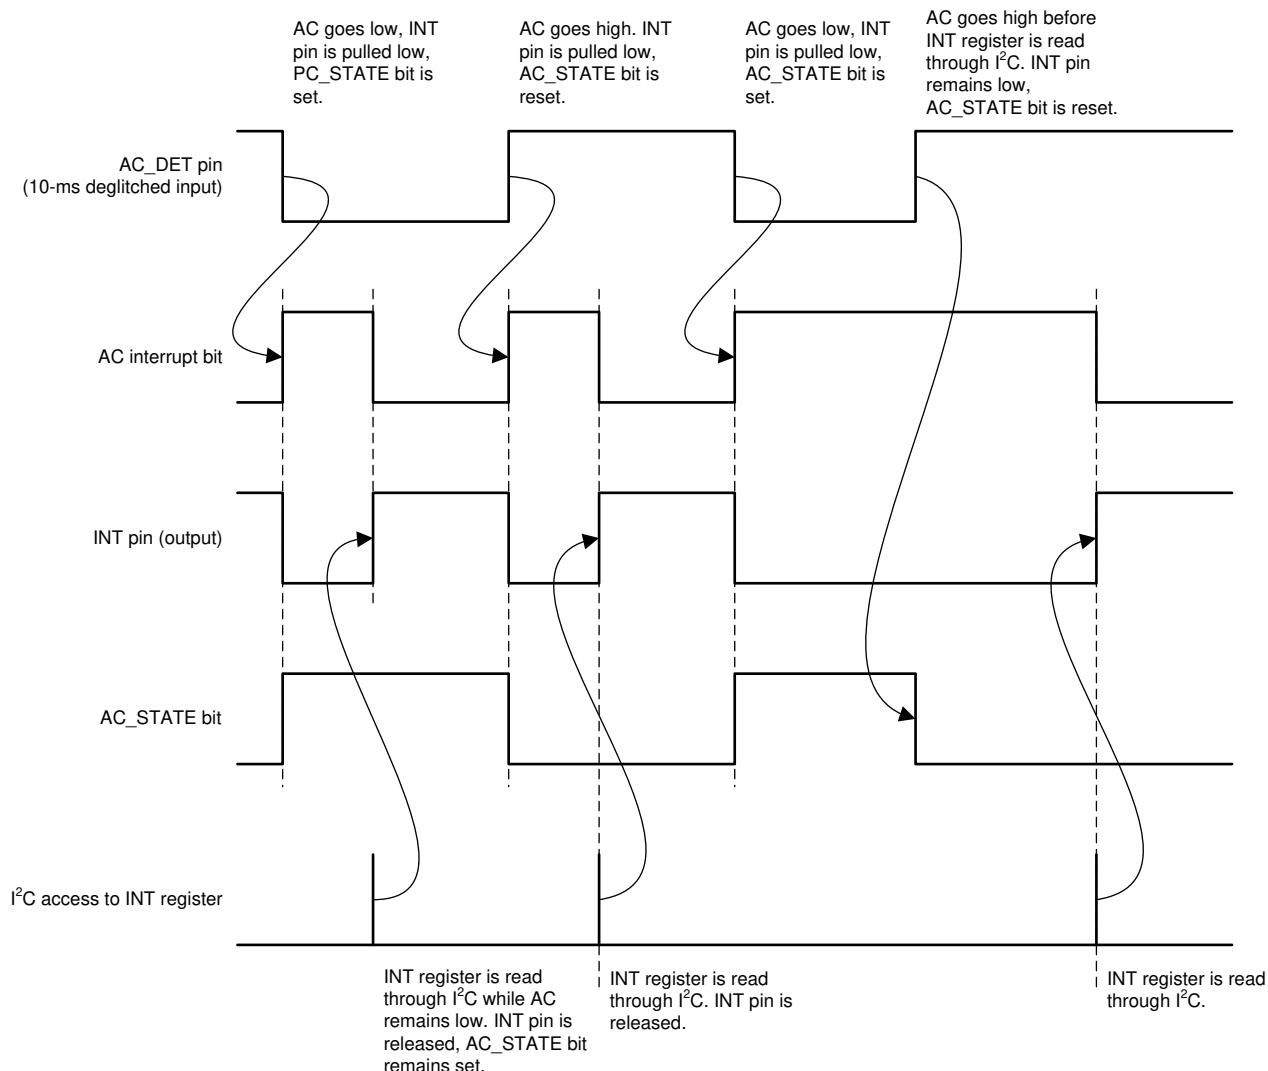 AC goes low, INT
pin is pulled low,
PC_STATE bit is
set.
AC goes high. INT
pin is pulled low,
AC_STATE bit is
reset.
AC goes low, INT
pin is pulled low,
AC_STATE bit is
set.
AC goes high before
INT register is read
through I²C. INT pin
remains low,
AC_STATE bit is reset.
AC_DET pin
(10-ms deglitched input)
AC interrupt bit
INT pin (output)
AC_STATE bit
I²C access to INT register
INT register is read
through I²C while AC
remains low. INT pin is
released, AC_STATE bit
remains set.
INT register is read
through I²C. INT pin is
released.
INT register is read
through I²C.